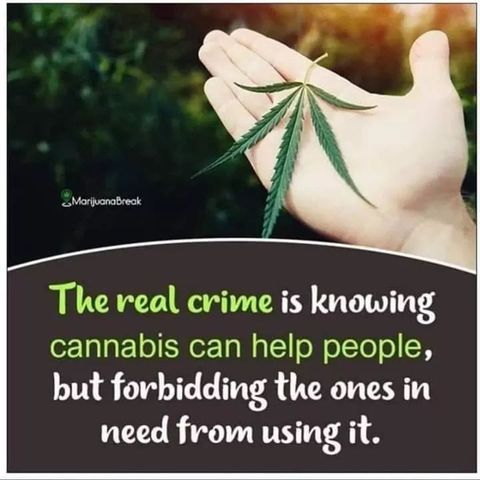 MarijuanaBreak
The real crime is knowing
cannabis can help people,
but forbidding the ones in
need from using it.